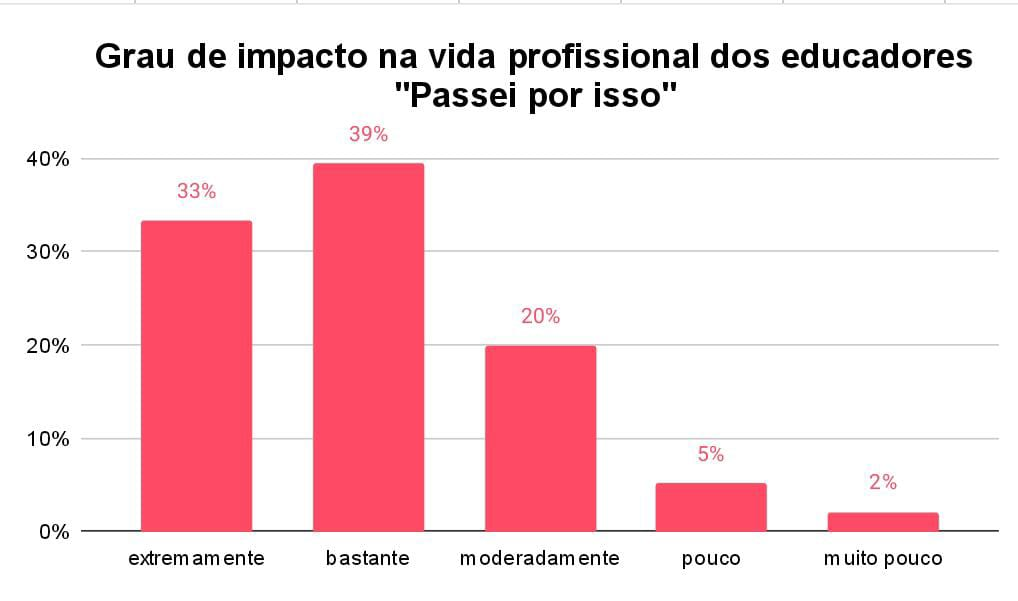 Grau de impacto na vida profissional dos educadores
"Passei por isso"
39%
40%
33%
30%
20%
20%
10%
5%
2%
0%
extremamente
bastante
moderadamente
pouco
muito pouco